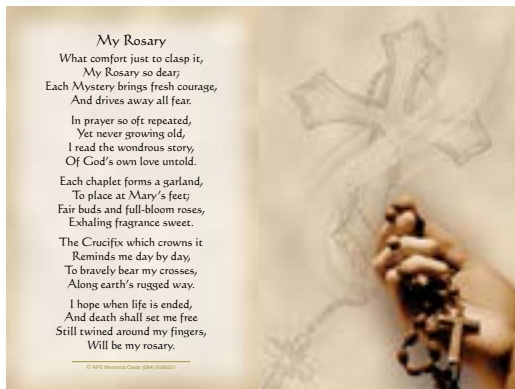 My Rosary
What comfort just to clasp it,
My Rosary so dear;
Each Mystery brings fresh courage,
And drives away all fear.
In prayer so oft repeated,
Yet never growing old,
I read the wondrous story,
Of God's own love untold.
Each chaplet forms a garland,
To place at Mary's feet;
Fair buds and full-bloom roses,
Exhaling fragrance sweet.
The Crucifix which crowns it
Reminds me day by day,
To bravely bear my crosses,
Along earth's rugged way.
I hope when life is ended,
And death shall set me free
Still twined around my fingers,
Will be my rosary.
© KPS Memorial Cards (094)